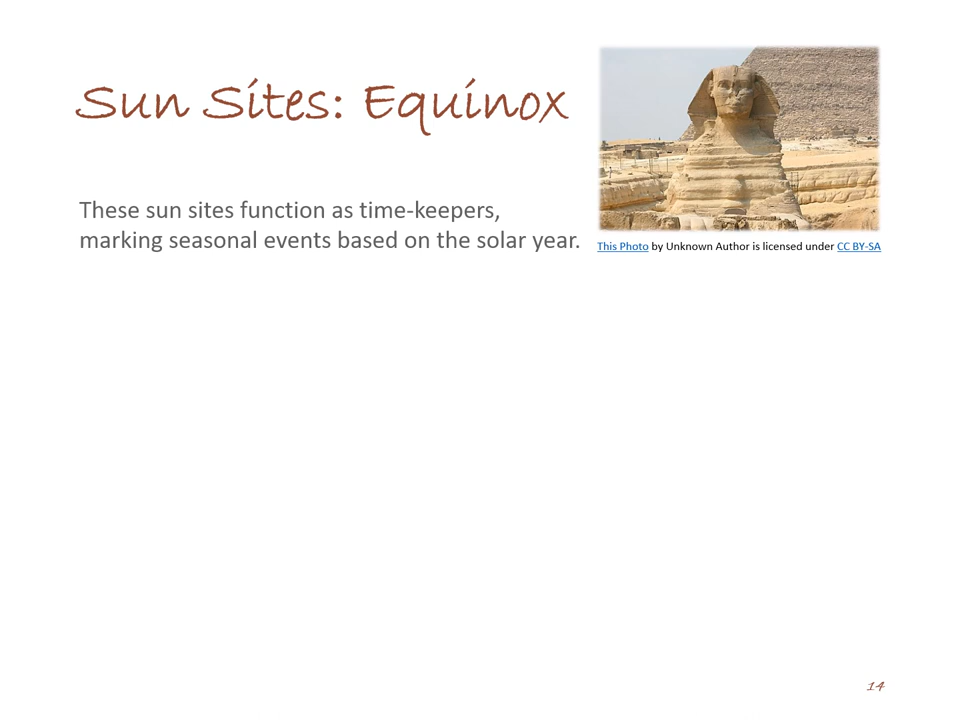 Sun Sites: Equinox
These sun sites function as time-keepers,
marking seasonal events based on the solar year.
This Photo by Unknown Author is licensed under CC BY-SA
14